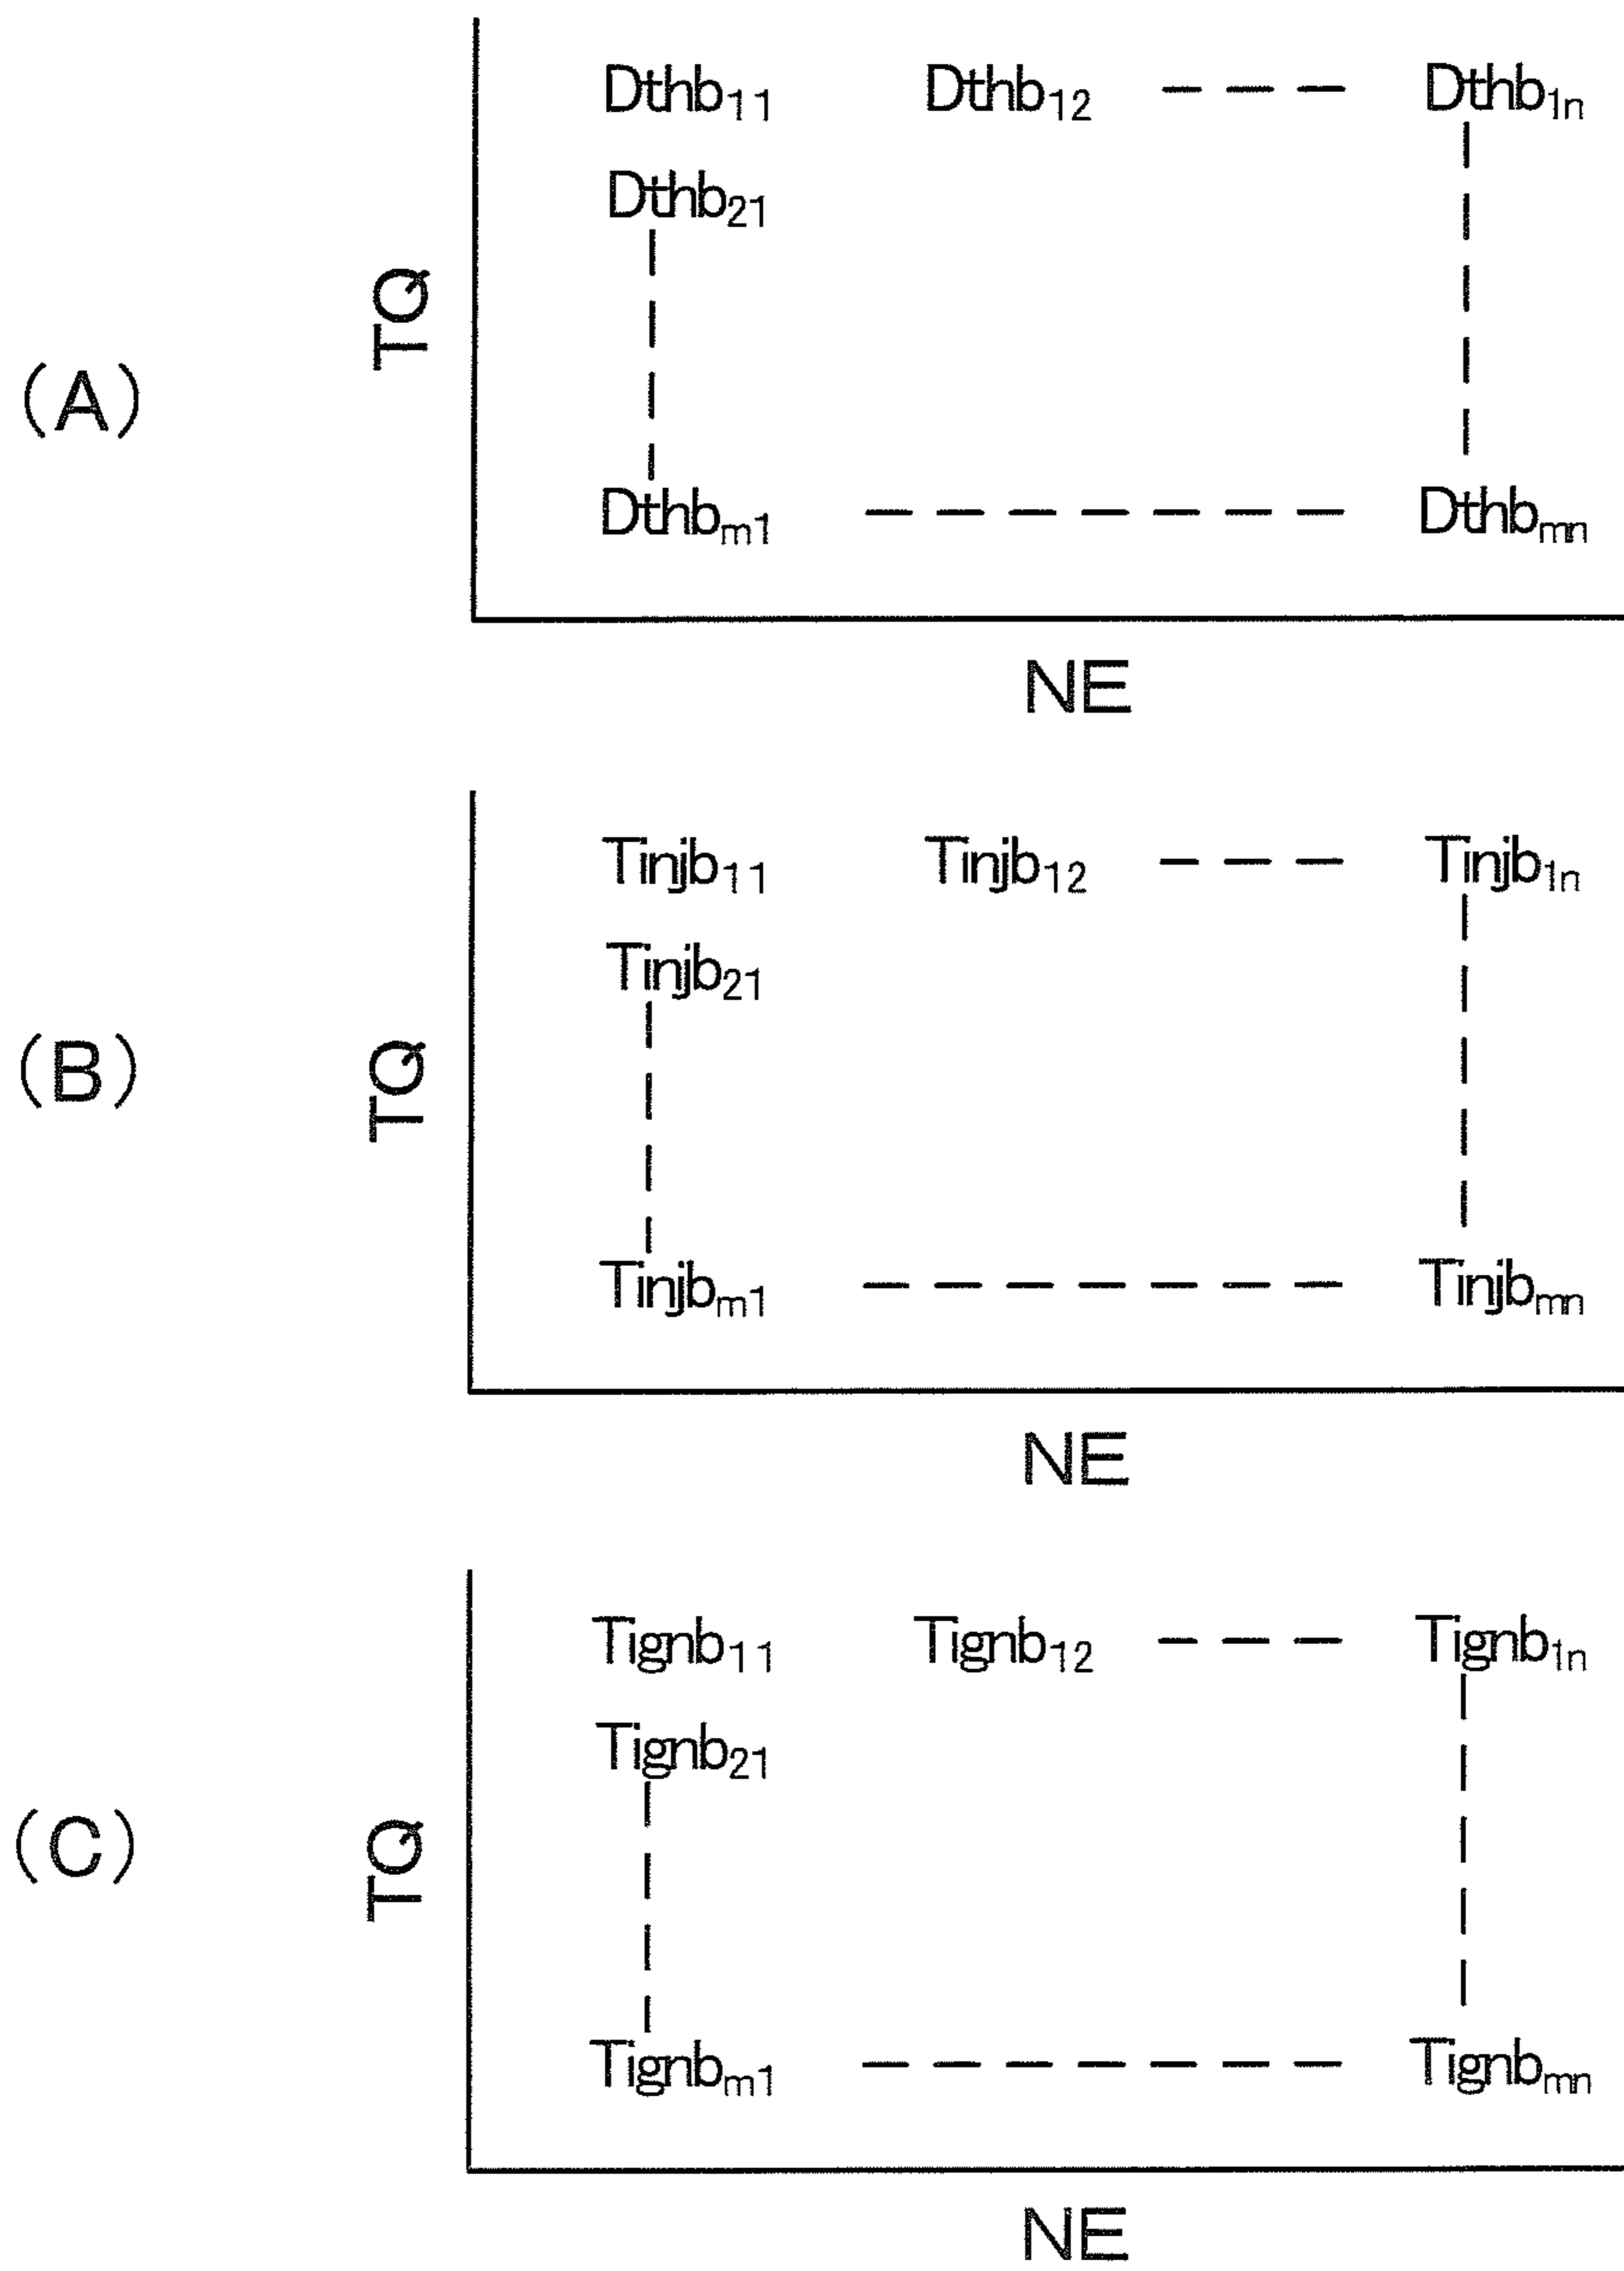 Dthb11 Dthb12 Dthb1n
Dthb21
TQ
(A)
Dthbm1 Dthbmn
NE
Tinjb11 Tinjb12 Tinjb1n
Tinjb21
(B)
TQ
Tinjbm1 Tinjbmn
NE
Tignb11 Tignb12 Tignb1n
Tignb21
(C)
TQ
Tignbm1 Tignbmn
NE